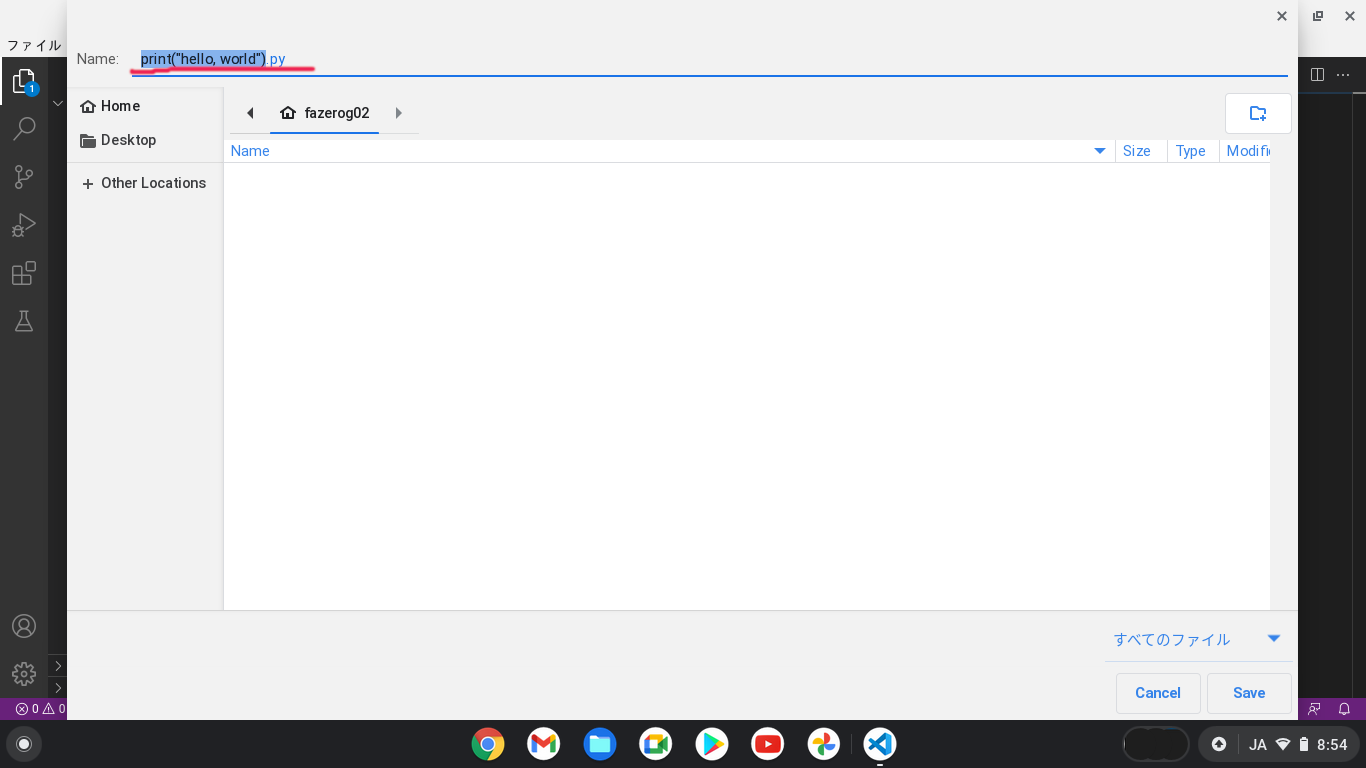 ファイル
Name: print("hello, world").py
1
Home
Desktop
Other Locations
fazerog02
Name Size Type Modific
すべてのファイル
Cancel Save
0 0
JA 8:54